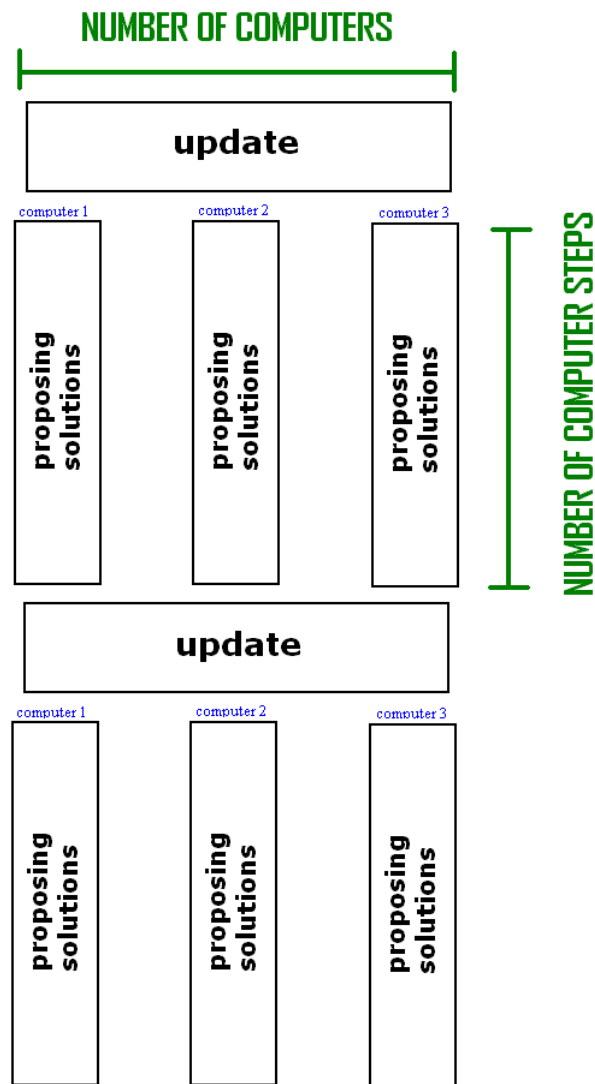 NUMBER OF COMPUTERS
update
computer 1
computer 2
computer 3
proposing
solutions
proposing
solutions
proposing
solutions
NUMBER OF COMPUTER STEPS
update
computer 1
computer 2
computer 3
proposing
solutions
proposing
solutions
proposing
solutions